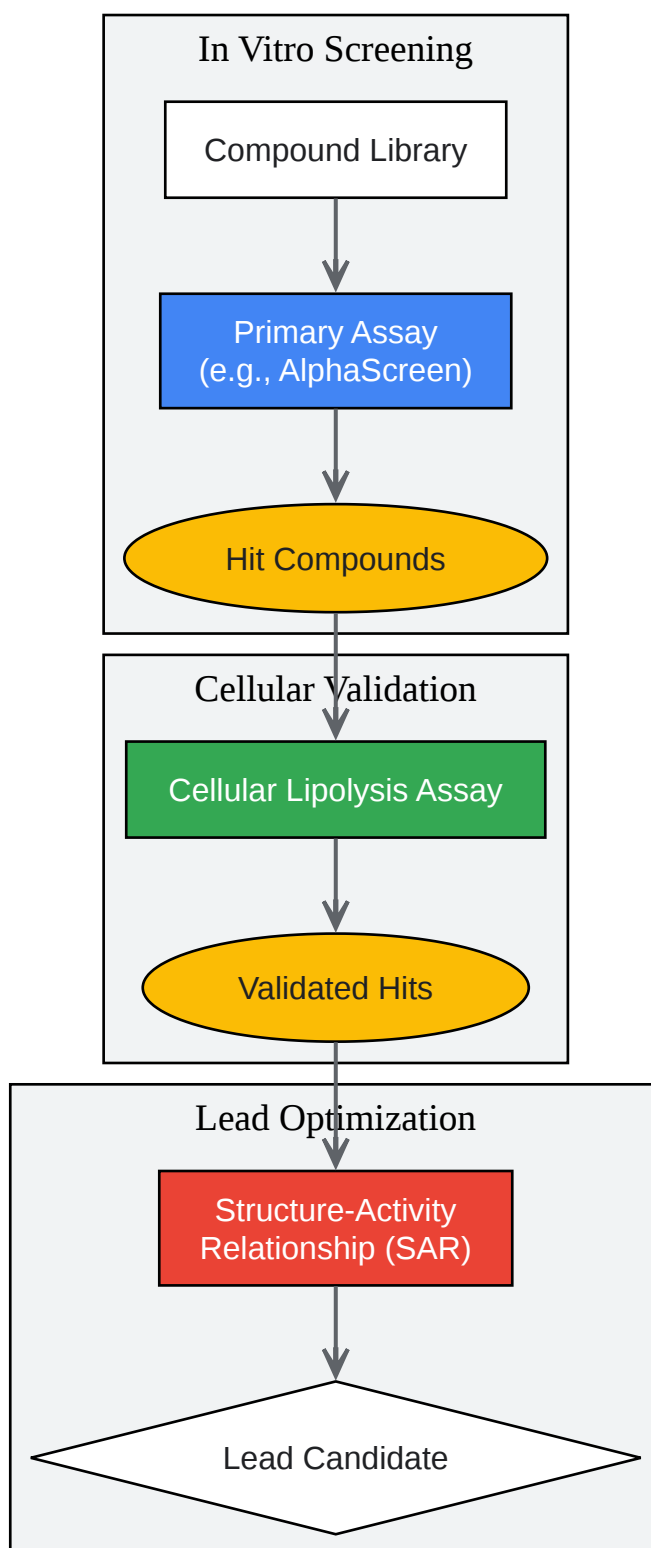 In Vitro Screening
Compound Library
Primary Assay
(e.g., AlphaScreen)
Hit Compounds
Cellular Validation
Cellular Lipolysis Assay
Validated Hits
Lead Optimization
Structure-Activity
Relationship (SAR)
Lead Candidate